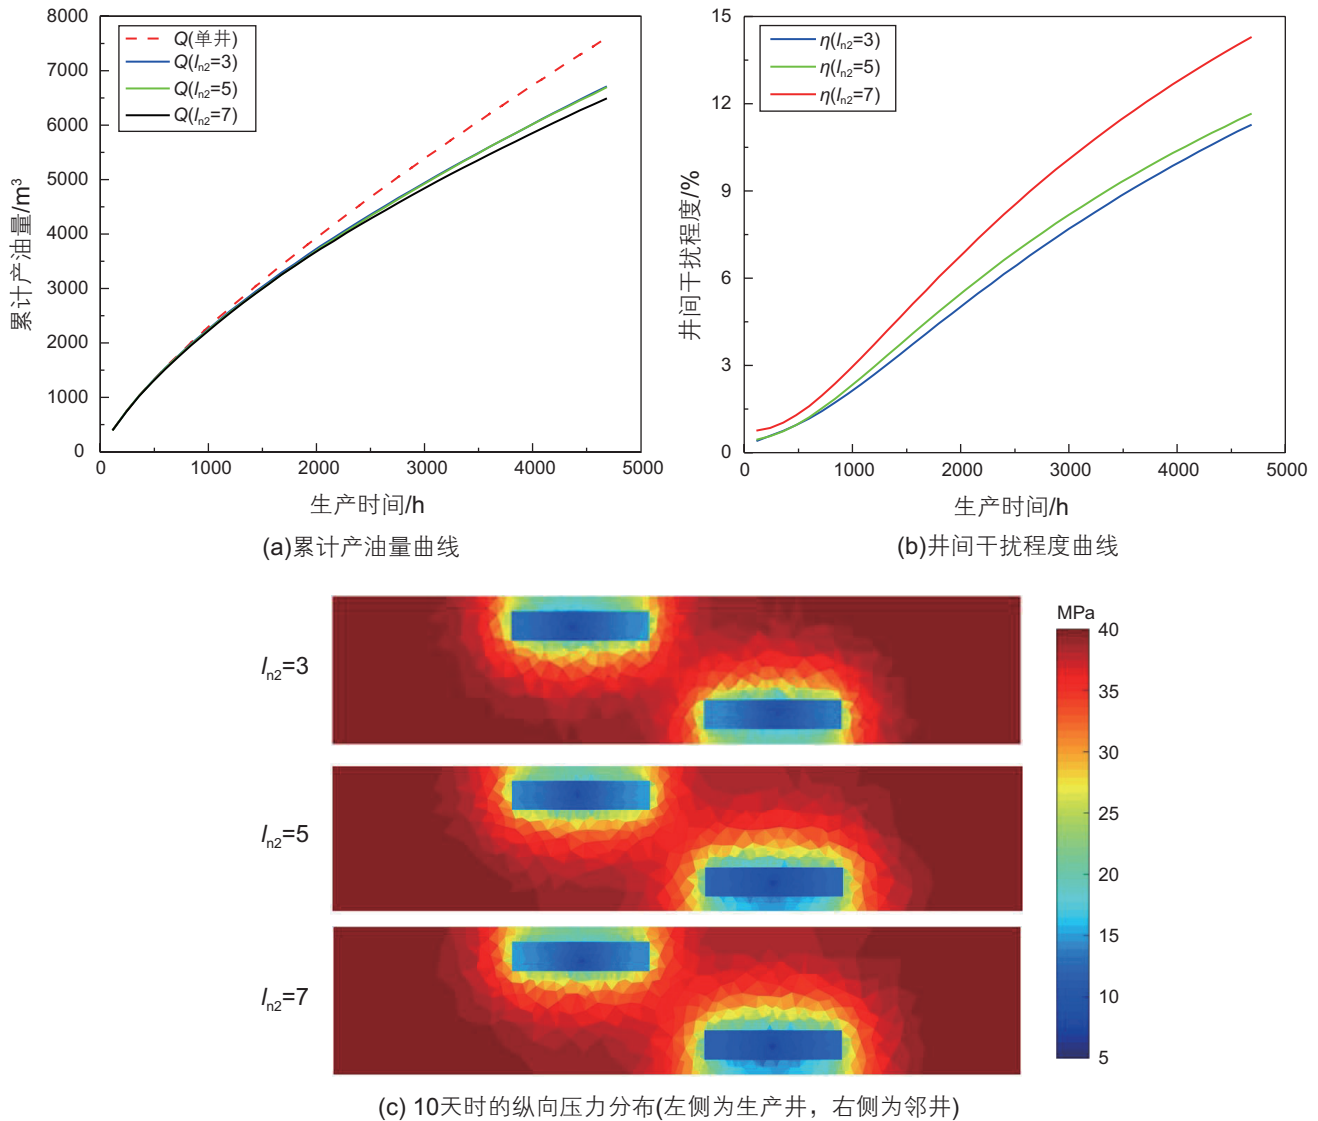 8000
7000
6000
5000
4000
3000
2000
1000
0
0
1000
2000
3000
4000
5000
累计产油量/m³
生产时间/h
Q(单井)
Q(lₙ₂=3)
Q(lₙ₂=5)
Q(lₙ₂=7)
(a)累计产油量曲线
15
12
9
6
3
0
0
1000
2000
3000
4000
5000
井间干扰程度/%
生产时间/h
η(lₙ₂=3)
η(lₙ₂=5)
η(lₙ₂=7)
(b)井间干扰程度曲线
lₙ₂=3
lₙ₂=5
lₙ₂=7
MPa
40
35
30
25
20
15
10
5
(c) 10天时的纵向压力分布(左侧为生产井，右侧为邻井)